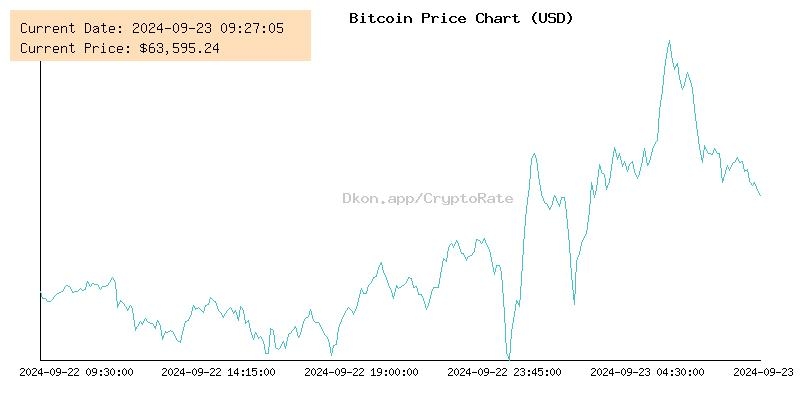 Bitcoin Price Chart (USD)
Current Date: 2024-09-23 09:27:05
Current Price: $63,595.24
Dkon.app/CryptoRate
2024-09-22 09:30:00 2024-09-22 14:15:00 2024-09-22 19:00:00 2024-09-22 23:45:00 2024-09-23 04:30:00 2024-09-23